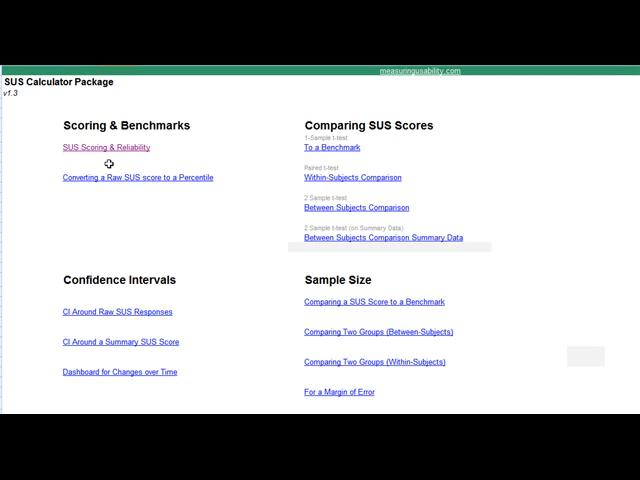 measuringusability.com
SUS Calculator Package
v1.3
Scoring & Benchmarks
SUS Scoring & Reliability
Converting a Raw SUS score to a Percentile
Comparing SUS Scores
1-Sample t-test
To a Benchmark
Paired t-test
Within-Subjects Comparison
2 Sample t-test
Between Subjects Comparison
2 Sample t-test (on Summary Data)
Between Subjects Comparison Summary Data
Confidence Intervals
CI Around Raw SUS Responses
CI Around a Summary SUS Score
Dashboard for Changes over Time
Sample Size
Comparing a SUS Score to a Benchmark
Comparing Two Groups (Between-Subjects)
Comparing Two Groups (Within-Subjects)
For a Margin of Error